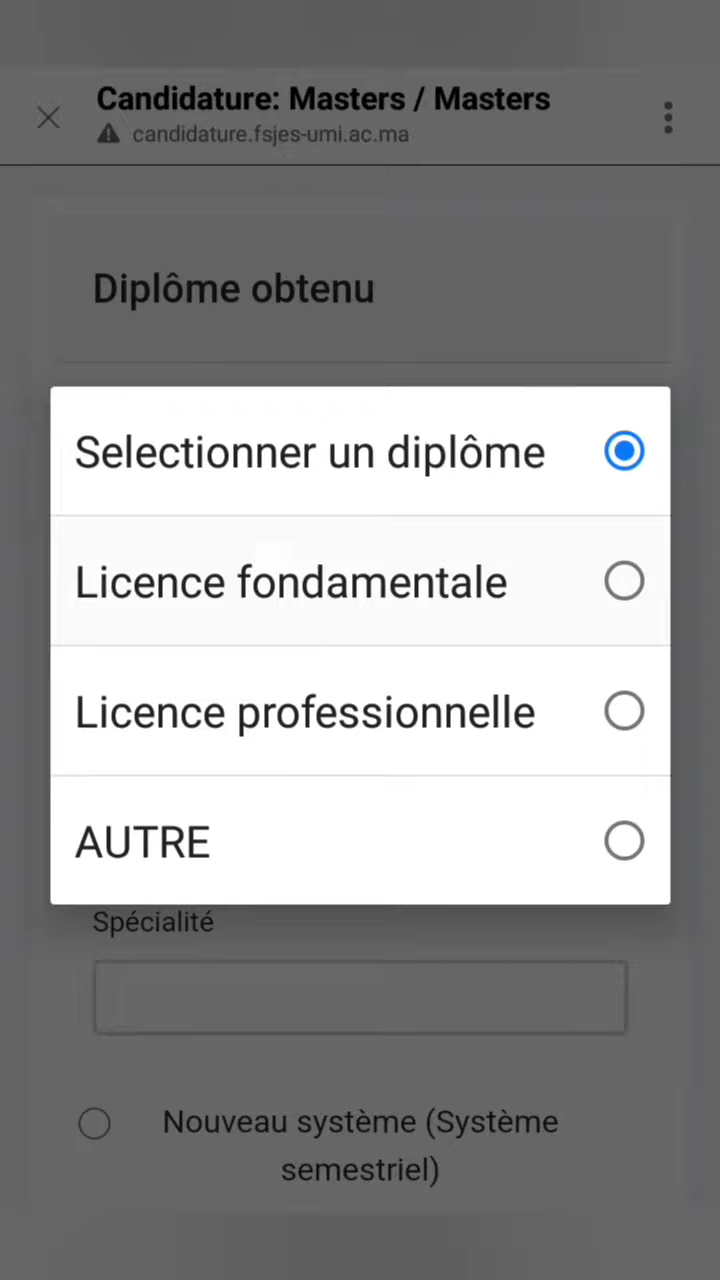 Candidature: Masters / Masters
candidature.fsjes-umi.ac.ma
Diplôme obtenu
Selectionner un diplôme
Licence fondamentale
Licence professionnelle
AUTRE
Spécialité
Nouveau système (Système
semestriel)